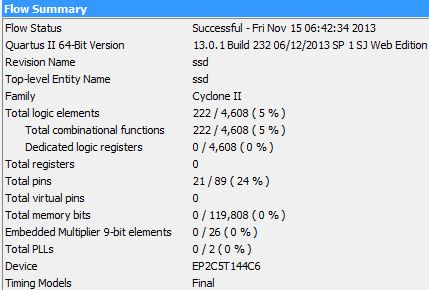 Flow Summary
Flow Status Successful - Fri Nov 15 06:42:34 2013
Quartus II 64-Bit Version 13.0.1 Build 232 06/12/2013 SP 1 SJ Web Edition
Revision Name ssd
Top-level Entity Name ssd
Family Cyclone II
Total logic elements 222 / 4,608 ( 5 % )
Total combinational functions 222 / 4,608 ( 5 % )
Dedicated logic registers 0 / 4,608 ( 0 % )
Total registers 0
Total pins 21 / 89 ( 24 % )
Total virtual pins 0
Total memory bits 0 / 119,808 ( 0 % )
Embedded Multiplier 9-bit elements 0 / 26 ( 0 % )
Total PLLs 0 / 2 ( 0 % )
Device EP2C5T144C6
Timing Models Final